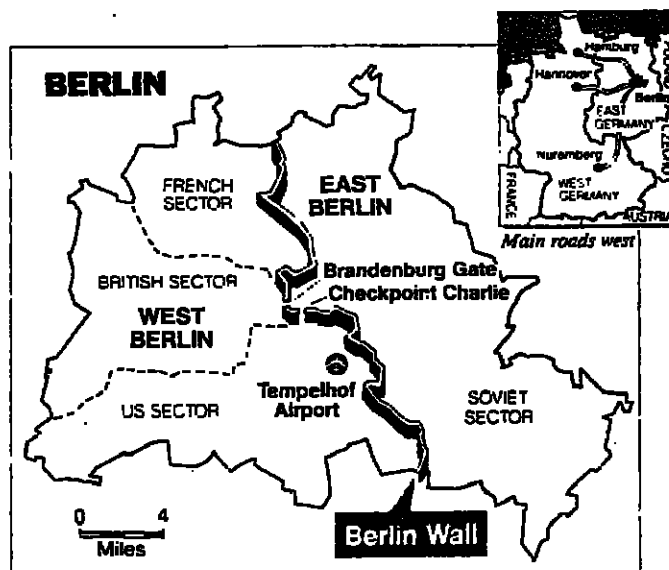 BERLIN
FRENCH
SECTOR
EAST
BERLIN
BRITISH SECTOR
WEST
BERLIN
Brandenburg Gate
Checkpoint Charlie
Tempelhof
Airport
US SECTOR
SOVIET
SECTOR
0 4
Miles
Berlin Wall
Hamburg
Hannover
Berlin
EAST
GERMANY
Nuremberg
WEST
GERMANY
FRANCE
AUSTRIA
Main roads west